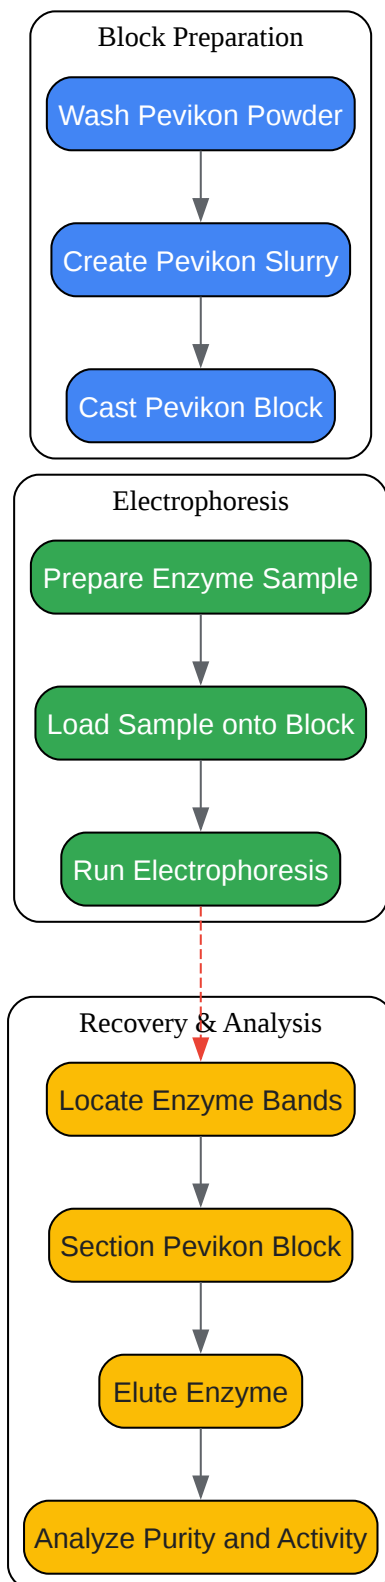 Block Preparation
Wash Pevikon Powder
Create Pevikon Slurry
Cast Pevikon Block
Electrophoresis
Prepare Enzyme Sample
Load Sample onto Block
Run Electrophoresis
Recovery & Analysis
Locate Enzyme Bands
Section Pevikon Block
Elute Enzyme
Analyze Purity and Activity